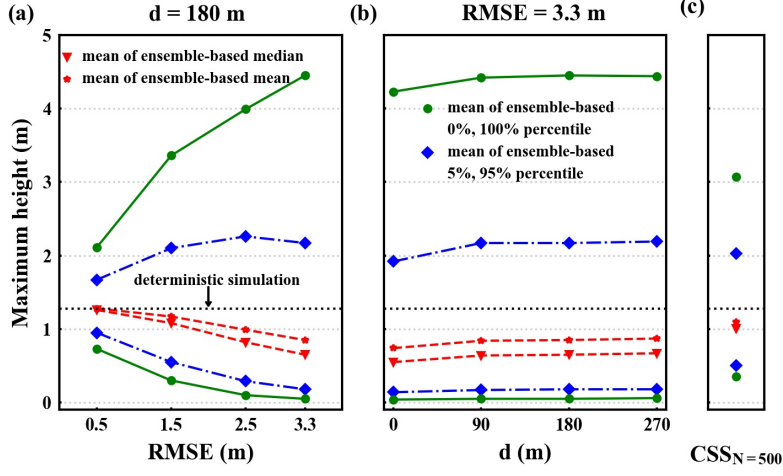 (a)
d = 180 m
(b)
RMSE = 3.3 m
(c)
Maximum height (m)
5
4
3
2
1
0
mean of ensemble-based median
mean of ensemble-based mean
deterministic simulation
0.5 1.5 2.5 3.3
RMSE (m)
mean of ensemble-based
0%, 100% percentile
mean of ensemble-based
5%, 95% percentile
0 90 180 270
d (m)
CSS_N = 500